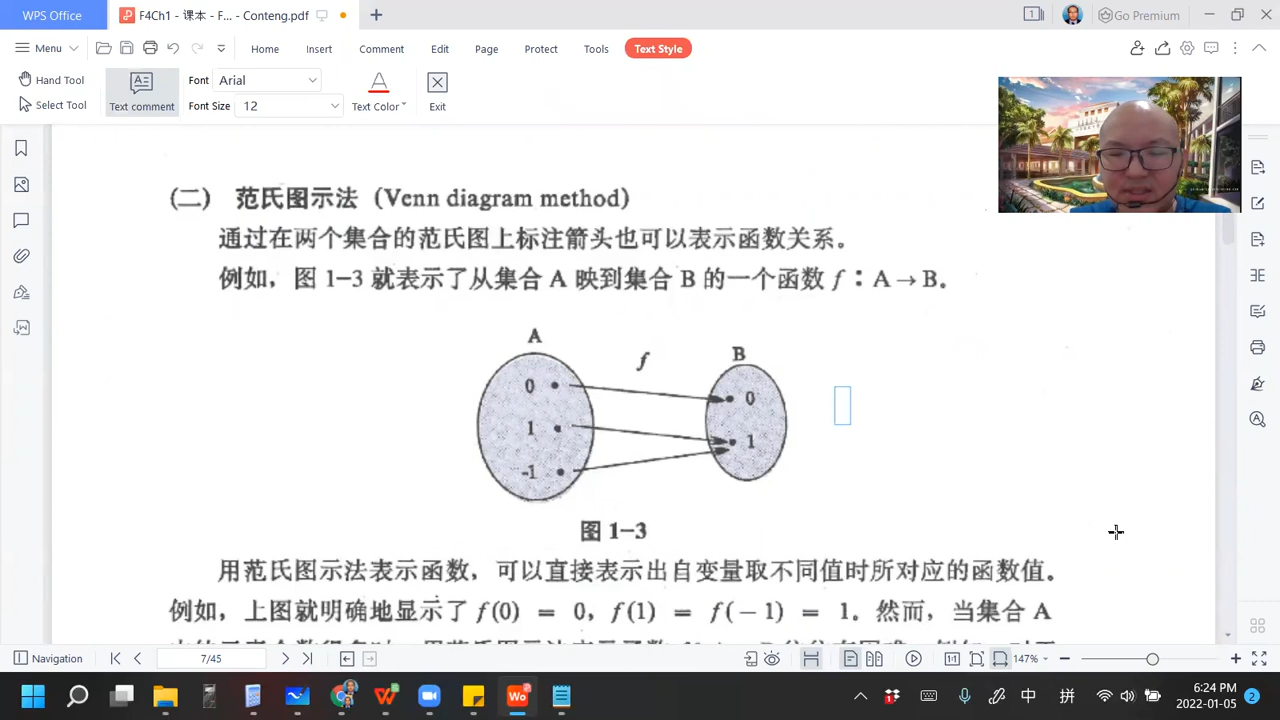 WPS Office
F4Ch1 - 课本 - F... - Conteng.pdf
1
Go Premium
Menu
Home
Insert
Comment
Edit
Page
Protect
Tools
Text Style
Hand Tool
Select Tool
Text comment
Font Arial
Font Size 12
Text Color
Exit
(二) 范氏图示法 (Venn diagram method)
通过在两个集合的范氏图上标注箭头也可以表示函数关系。
例如，图 1-3 就表示了从集合 A 映到集合 B 的一个函数 f：A → B。
A
f
B
0
0
1
1
-1
图 1-3
用范氏图示法表示函数，可以直接表示出自变量取不同值时所对应的函数值。
例如，上图就明确地显示了 f(0) = 0，f(1) = f(－1) = 1。然而，当集合 A
Navigation
7/45
147%
中
拼
6:24 PM
2022-01-05
2